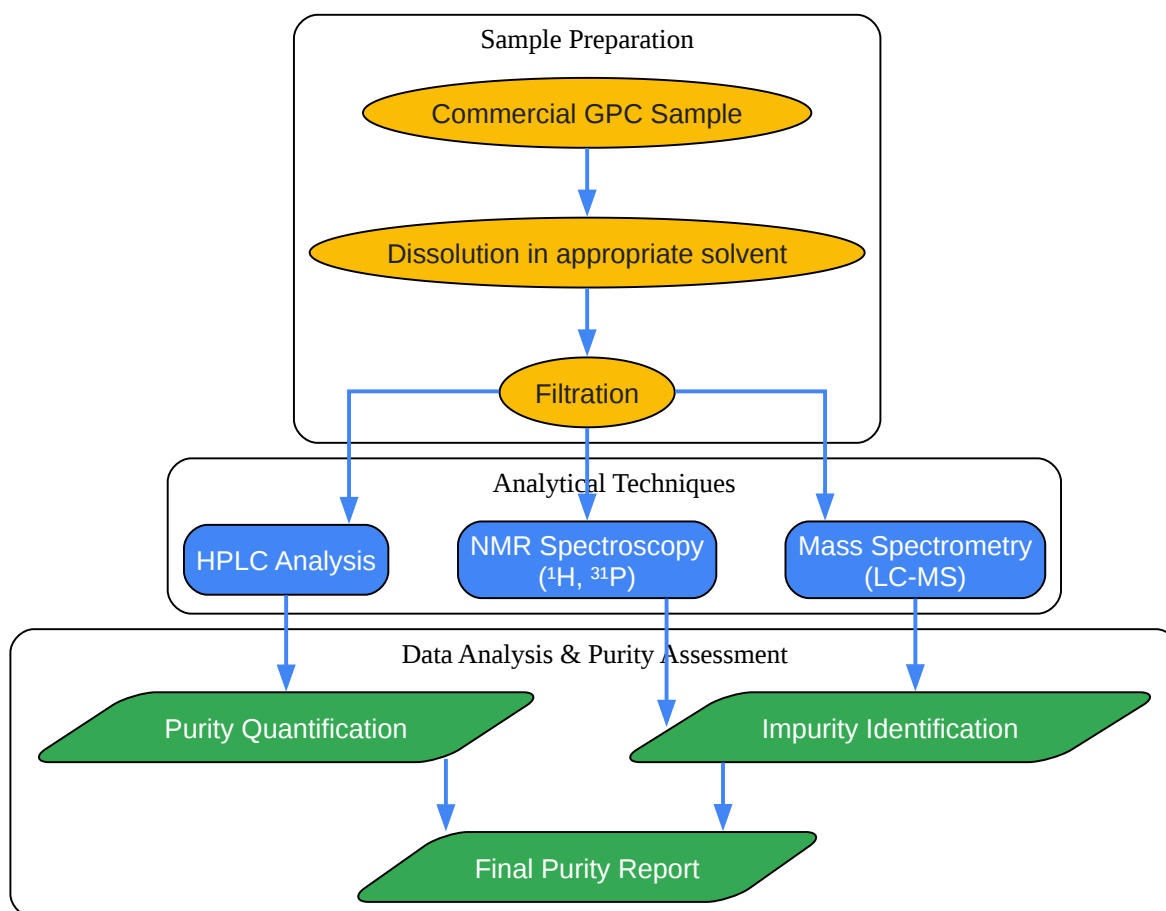 Sample Preparation
Commercial GPC Sample
Dissolution in appropriate solvent
Filtration
Analytical Techniques
HPLC Analysis
NMR Spectroscopy
(¹H, ³¹P)
Mass Spectrometry
(LC-MS)
Data Analysis & Purity Assessment
Purity Quantification
Impurity Identification
Final Purity Report